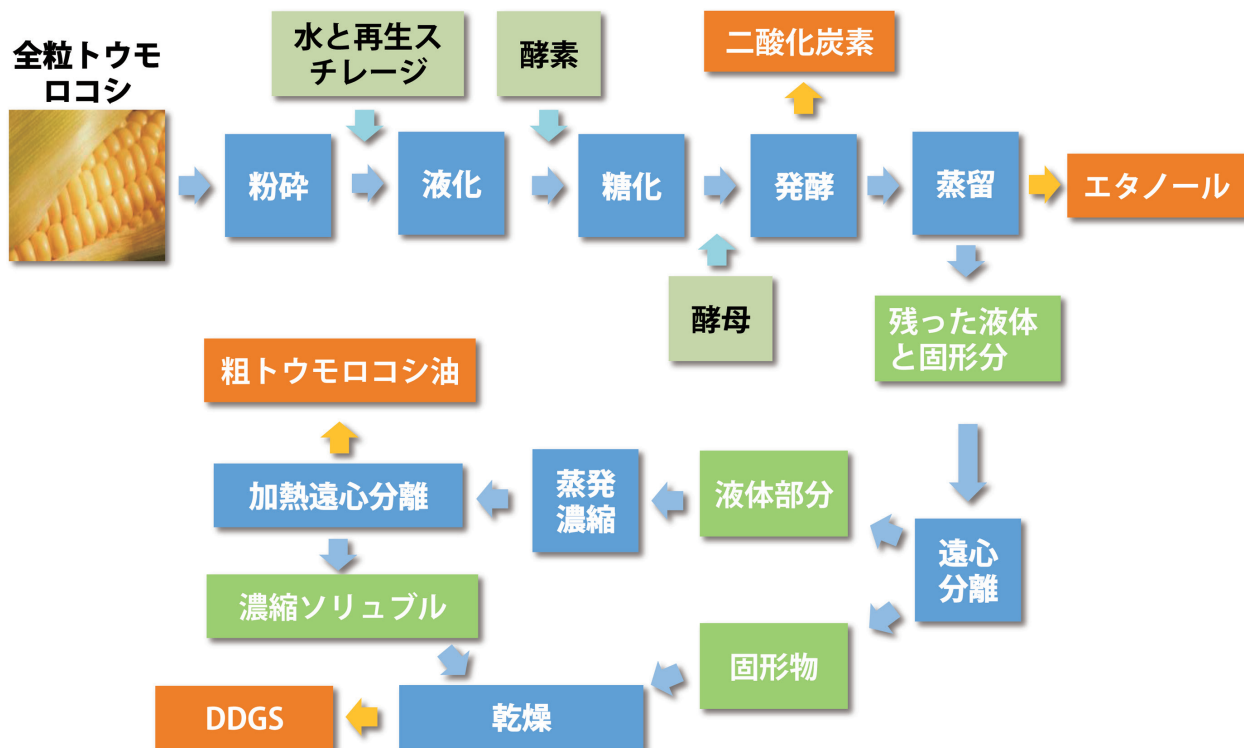 全粒トウモ
ロコシ
水と再生ス
チレージ
酵素
二酸化炭素
粉砕
液化
糖化
発酵
蒸留
エタノール
酵母
残った液体
と固形分
粗トウモロコシ油
加熱遠心分離
蒸発
濃縮
液体部分
遠心
分離
濃縮ソリュブル
固形物
乾燥
DDGS